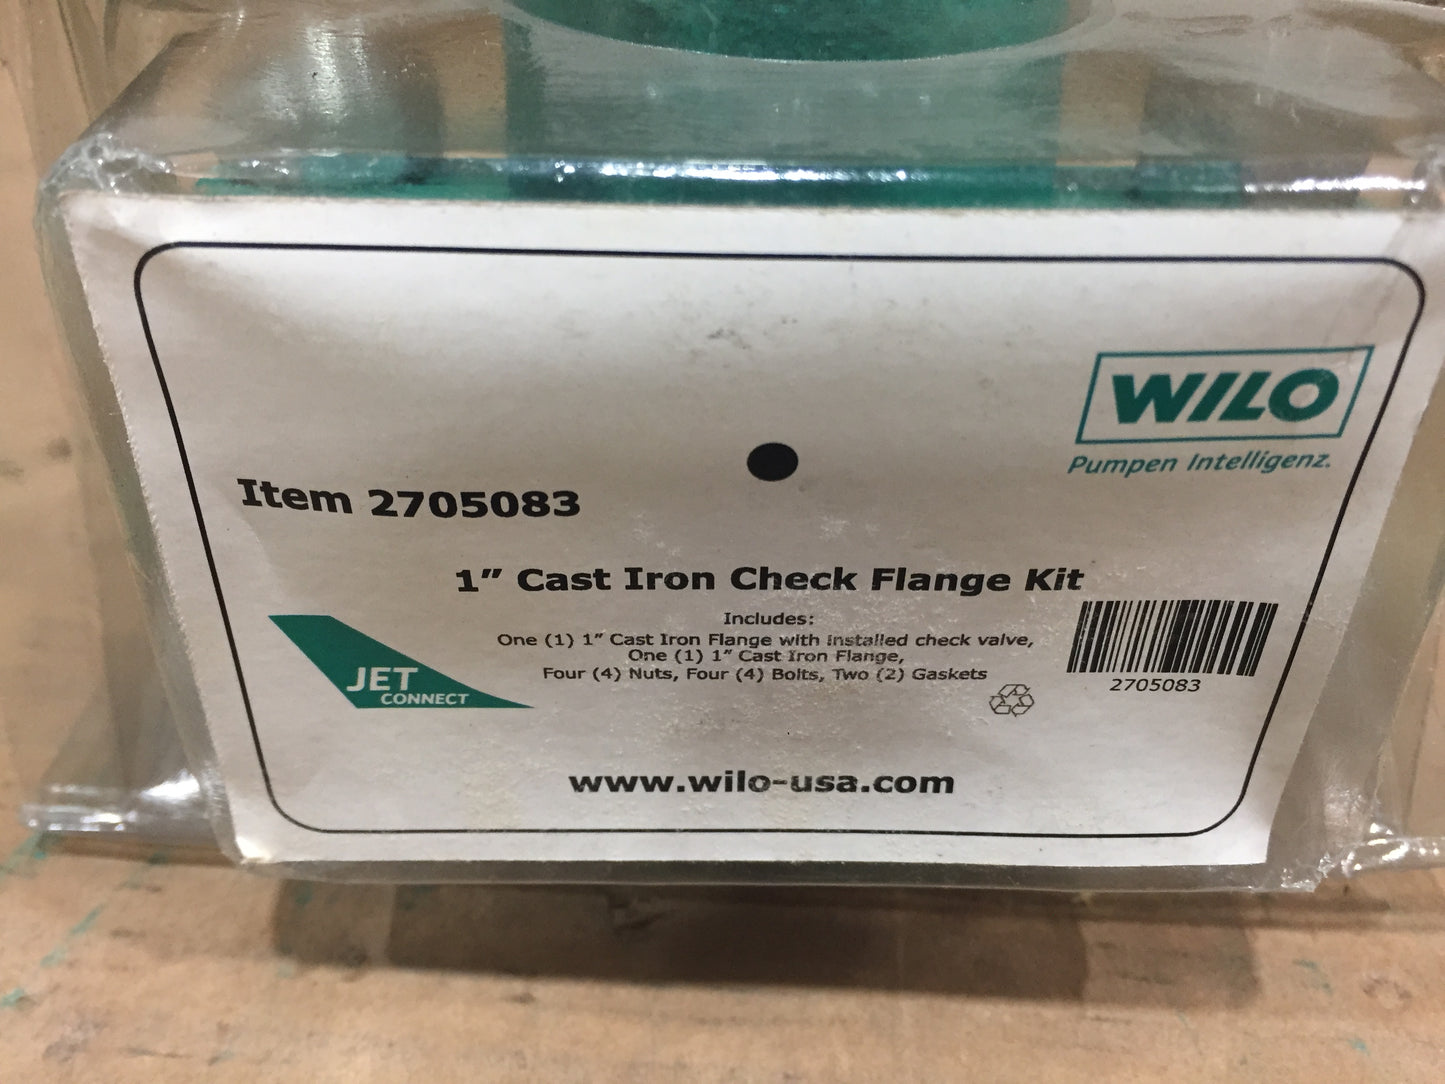 WILO
Pumpen Intelligenz.
Item 2705083
1” Cast Iron Check Flange Kit
Includes:
One (1) 1” Cast Iron Flange with installed check valve,
One (1) 1” Cast Iron Flange,
Four (4) Nuts, Four (4) Bolts, Two (2) Gaskets
JET
CONNECT
2705083
www.wilo-usa.com